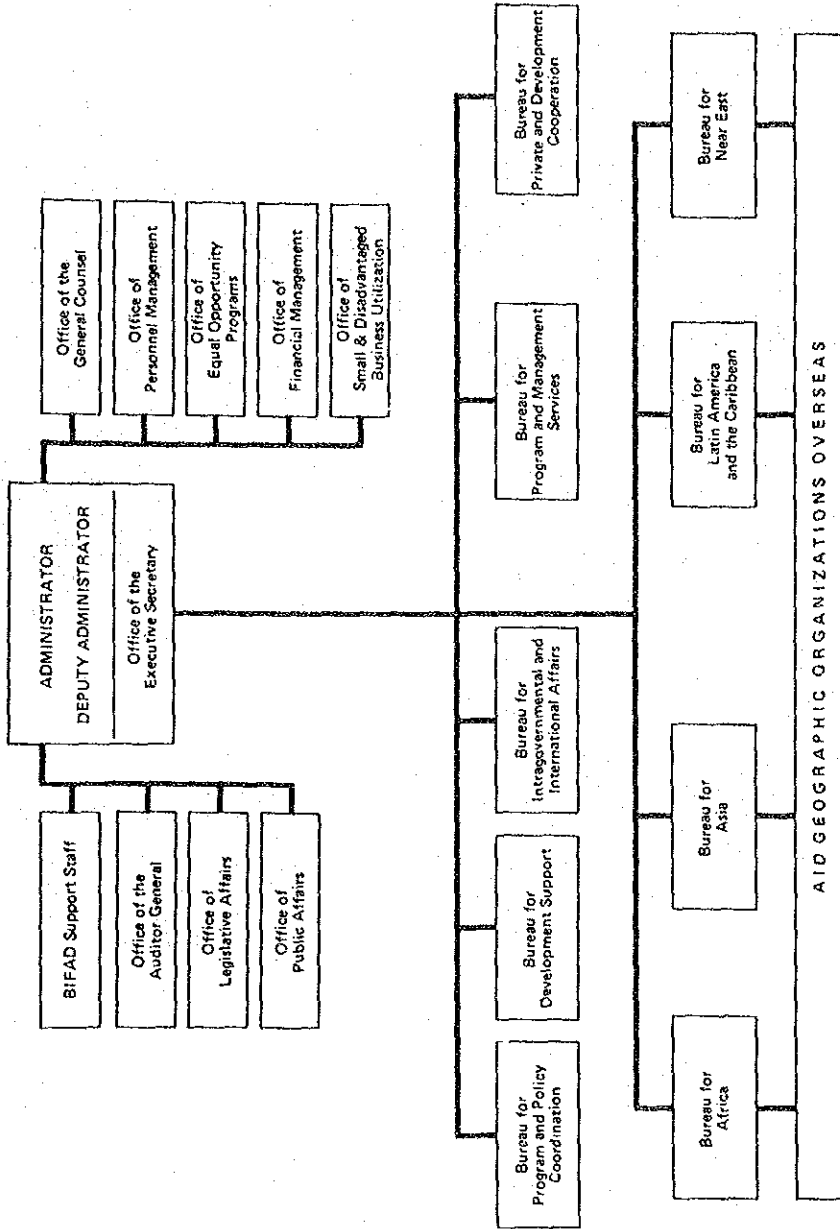 ADMINISTRATOR
DEPUTY ADMINISTRATOR
Office of the
Executive Secretary
BIFAD Support Staff
Office of the
Auditor General
Office of
Legislative Affairs
Office of
Public Affairs
Office of the
General Counsel
Office of
Personnel Management
Office of
Equal Opportunity
Programs
Office of
Financial Management
Office of
Small & Disadvantaged
Business Utilization
Bureau for
Program and Policy
Coordination
Bureau for
Development Support
Bureau for
Intragovernmental and
International Affairs
Bureau for
Program and Management
Services
Bureau for
Private and Development
Cooperation
Bureau for
Africa
Bureau for
Asia
Bureau for
Latin America
and the Caribbean
Bureau for
Near East
AID GEOGRAPHIC ORGANIZATIONS OVERSEAS